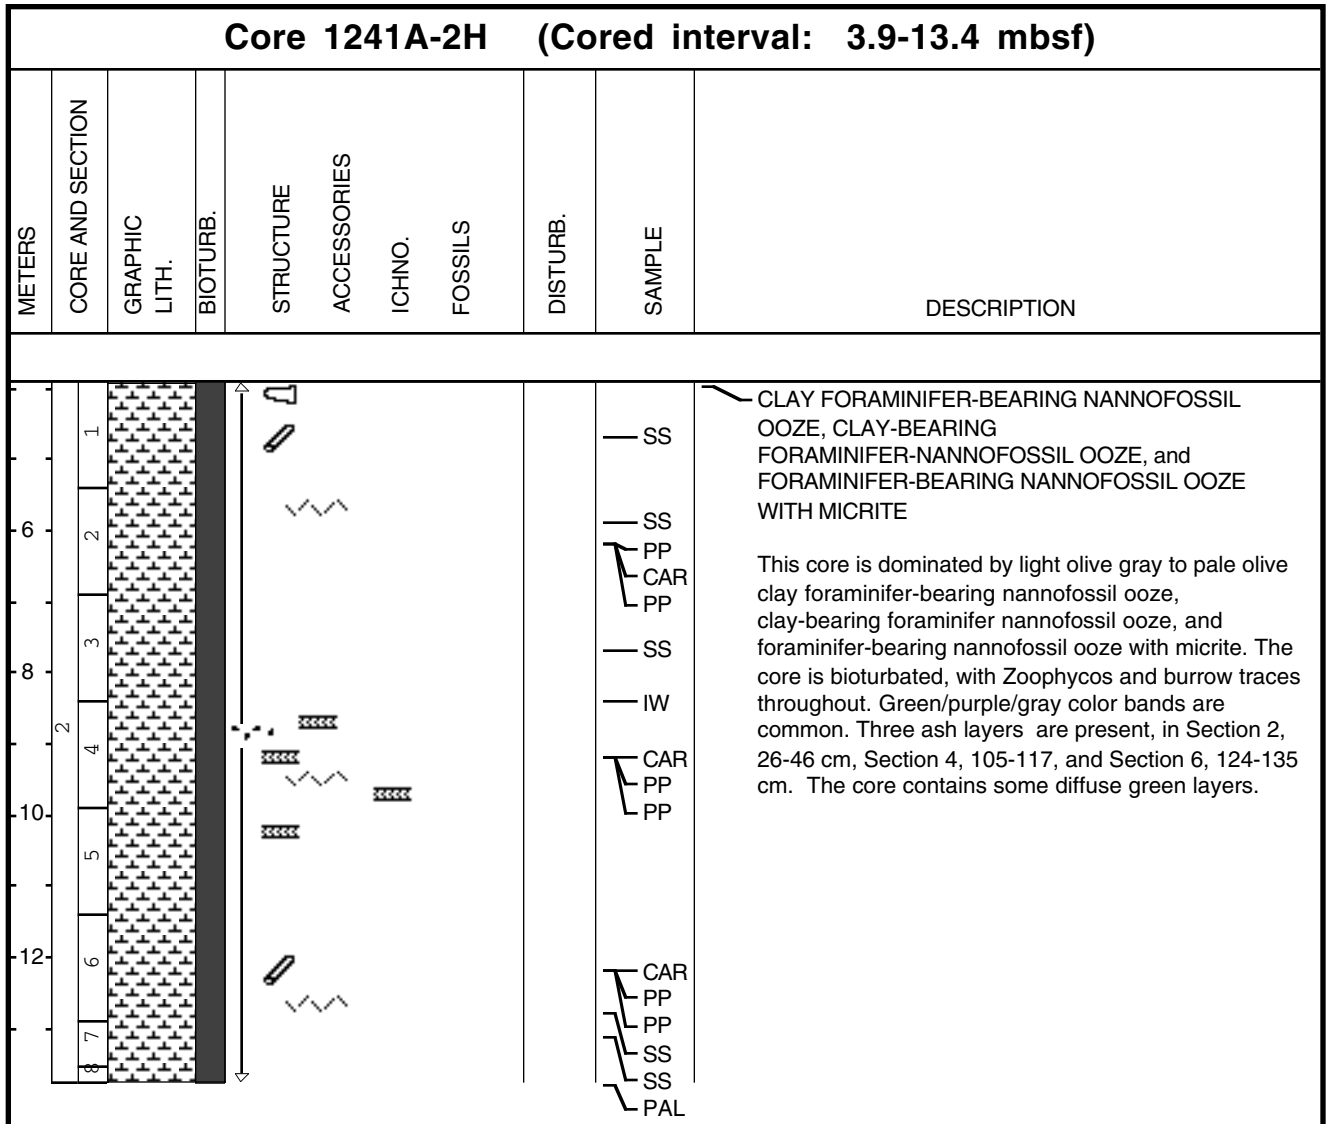 Core 1241A-2H (Cored interval: 3.9-13.4 mbsf)
METERS
CORE AND SECTION
GRAPHIC
LITH.
BIOTURB.
STRUCTURE
ACCESSORIES
ICHNO.
FOSSILS
DISTURB.
SAMPLE
DESCRIPTION
6
8
10
12
2
1
2
3
4
5
6
7
8
SS
SS
PP
CAR
PP
SS
IW
CAR
PP
PP
CAR
PP
PP
SS
SS
PAL
CLAY FORAMINIFER-BEARING NANNOFOSSIL
OOZE, CLAY-BEARING
FORAMINIFER-NANNOFOSSIL OOZE, and
FORAMINIFER-BEARING NANNOFOSSIL OOZE
WITH MICRITE
This core is dominated by light olive gray to pale olive
clay foraminifer-bearing nannofossil ooze,
clay-bearing foraminifer nannofossil ooze, and
foraminifer-bearing nannofossil ooze with micrite. The
core is bioturbated, with Zoophycos and burrow traces
throughout. Green/purple/gray color bands are
common. Three ash layers are present, in Section 2,
26-46 cm, Section 4, 105-117, and Section 6, 124-135
cm. The core contains some diffuse green layers.